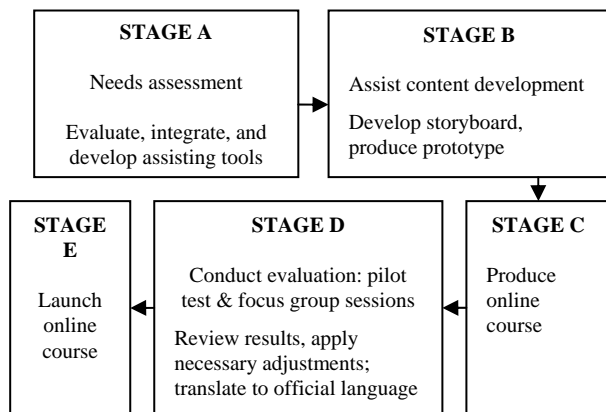 STAGE A
Needs assessment
Evaluate, integrate, and
develop assisting tools
STAGE B
Assist content development
Develop storyboard,
produce prototype
STAGE C
Produce
online
course
STAGE D
Conduct evaluation: pilot
test & focus group sessions
Review results, apply
necessary adjustments;
translate to official language
STAGE
E
Launch
online
course